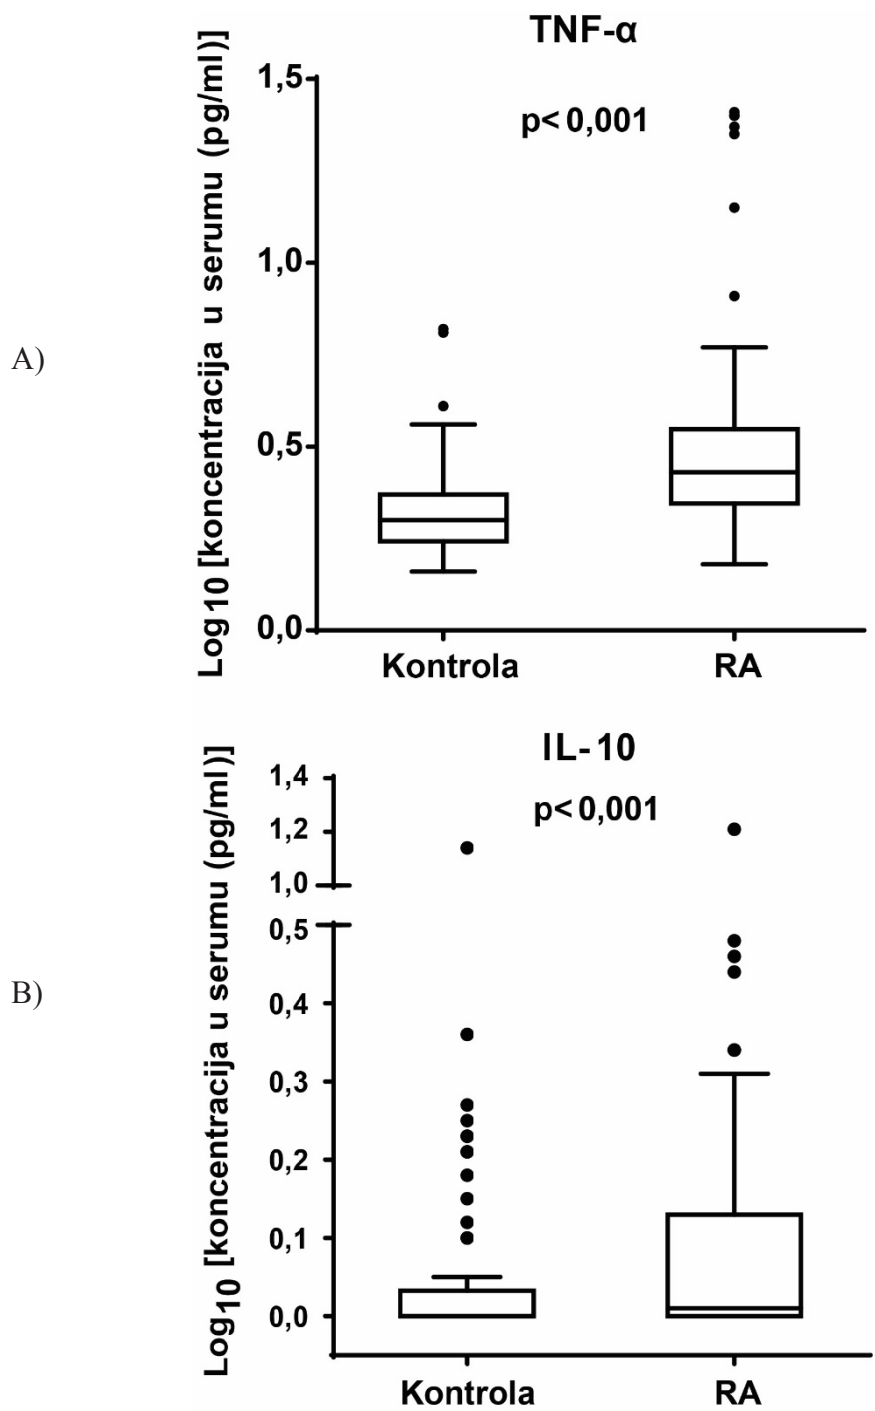 A)
TNF-α
p< 0,001
Log10 [koncentracija u serumu (pg/ml)]
1,5
1,0
0,5
0,0
Kontrola RA
B)
IL- 10
p< 0,001
Log10 [koncentracija u serumu (pg/ml)]
1,4
1,2
1,0
0,5
0,4
0,3
0,2
0,1
0,0
Kontrola RA